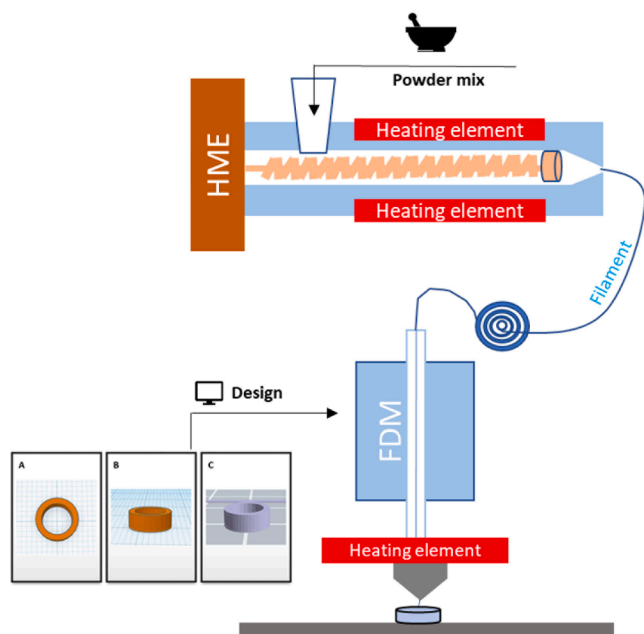 Powder mix
Heating element
HME
Heating element
Filament
Design
FDM
A
B
C
Heating element